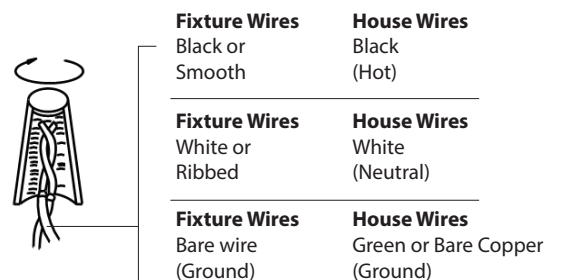 Fixture Wires House Wires
Black or Black
Smooth (Hot)
Fixture Wires House Wires
White or White
Ribbed (Neutral)
Fixture Wires House Wires
Bare wire Green or Bare Copper
(Ground) (Ground)